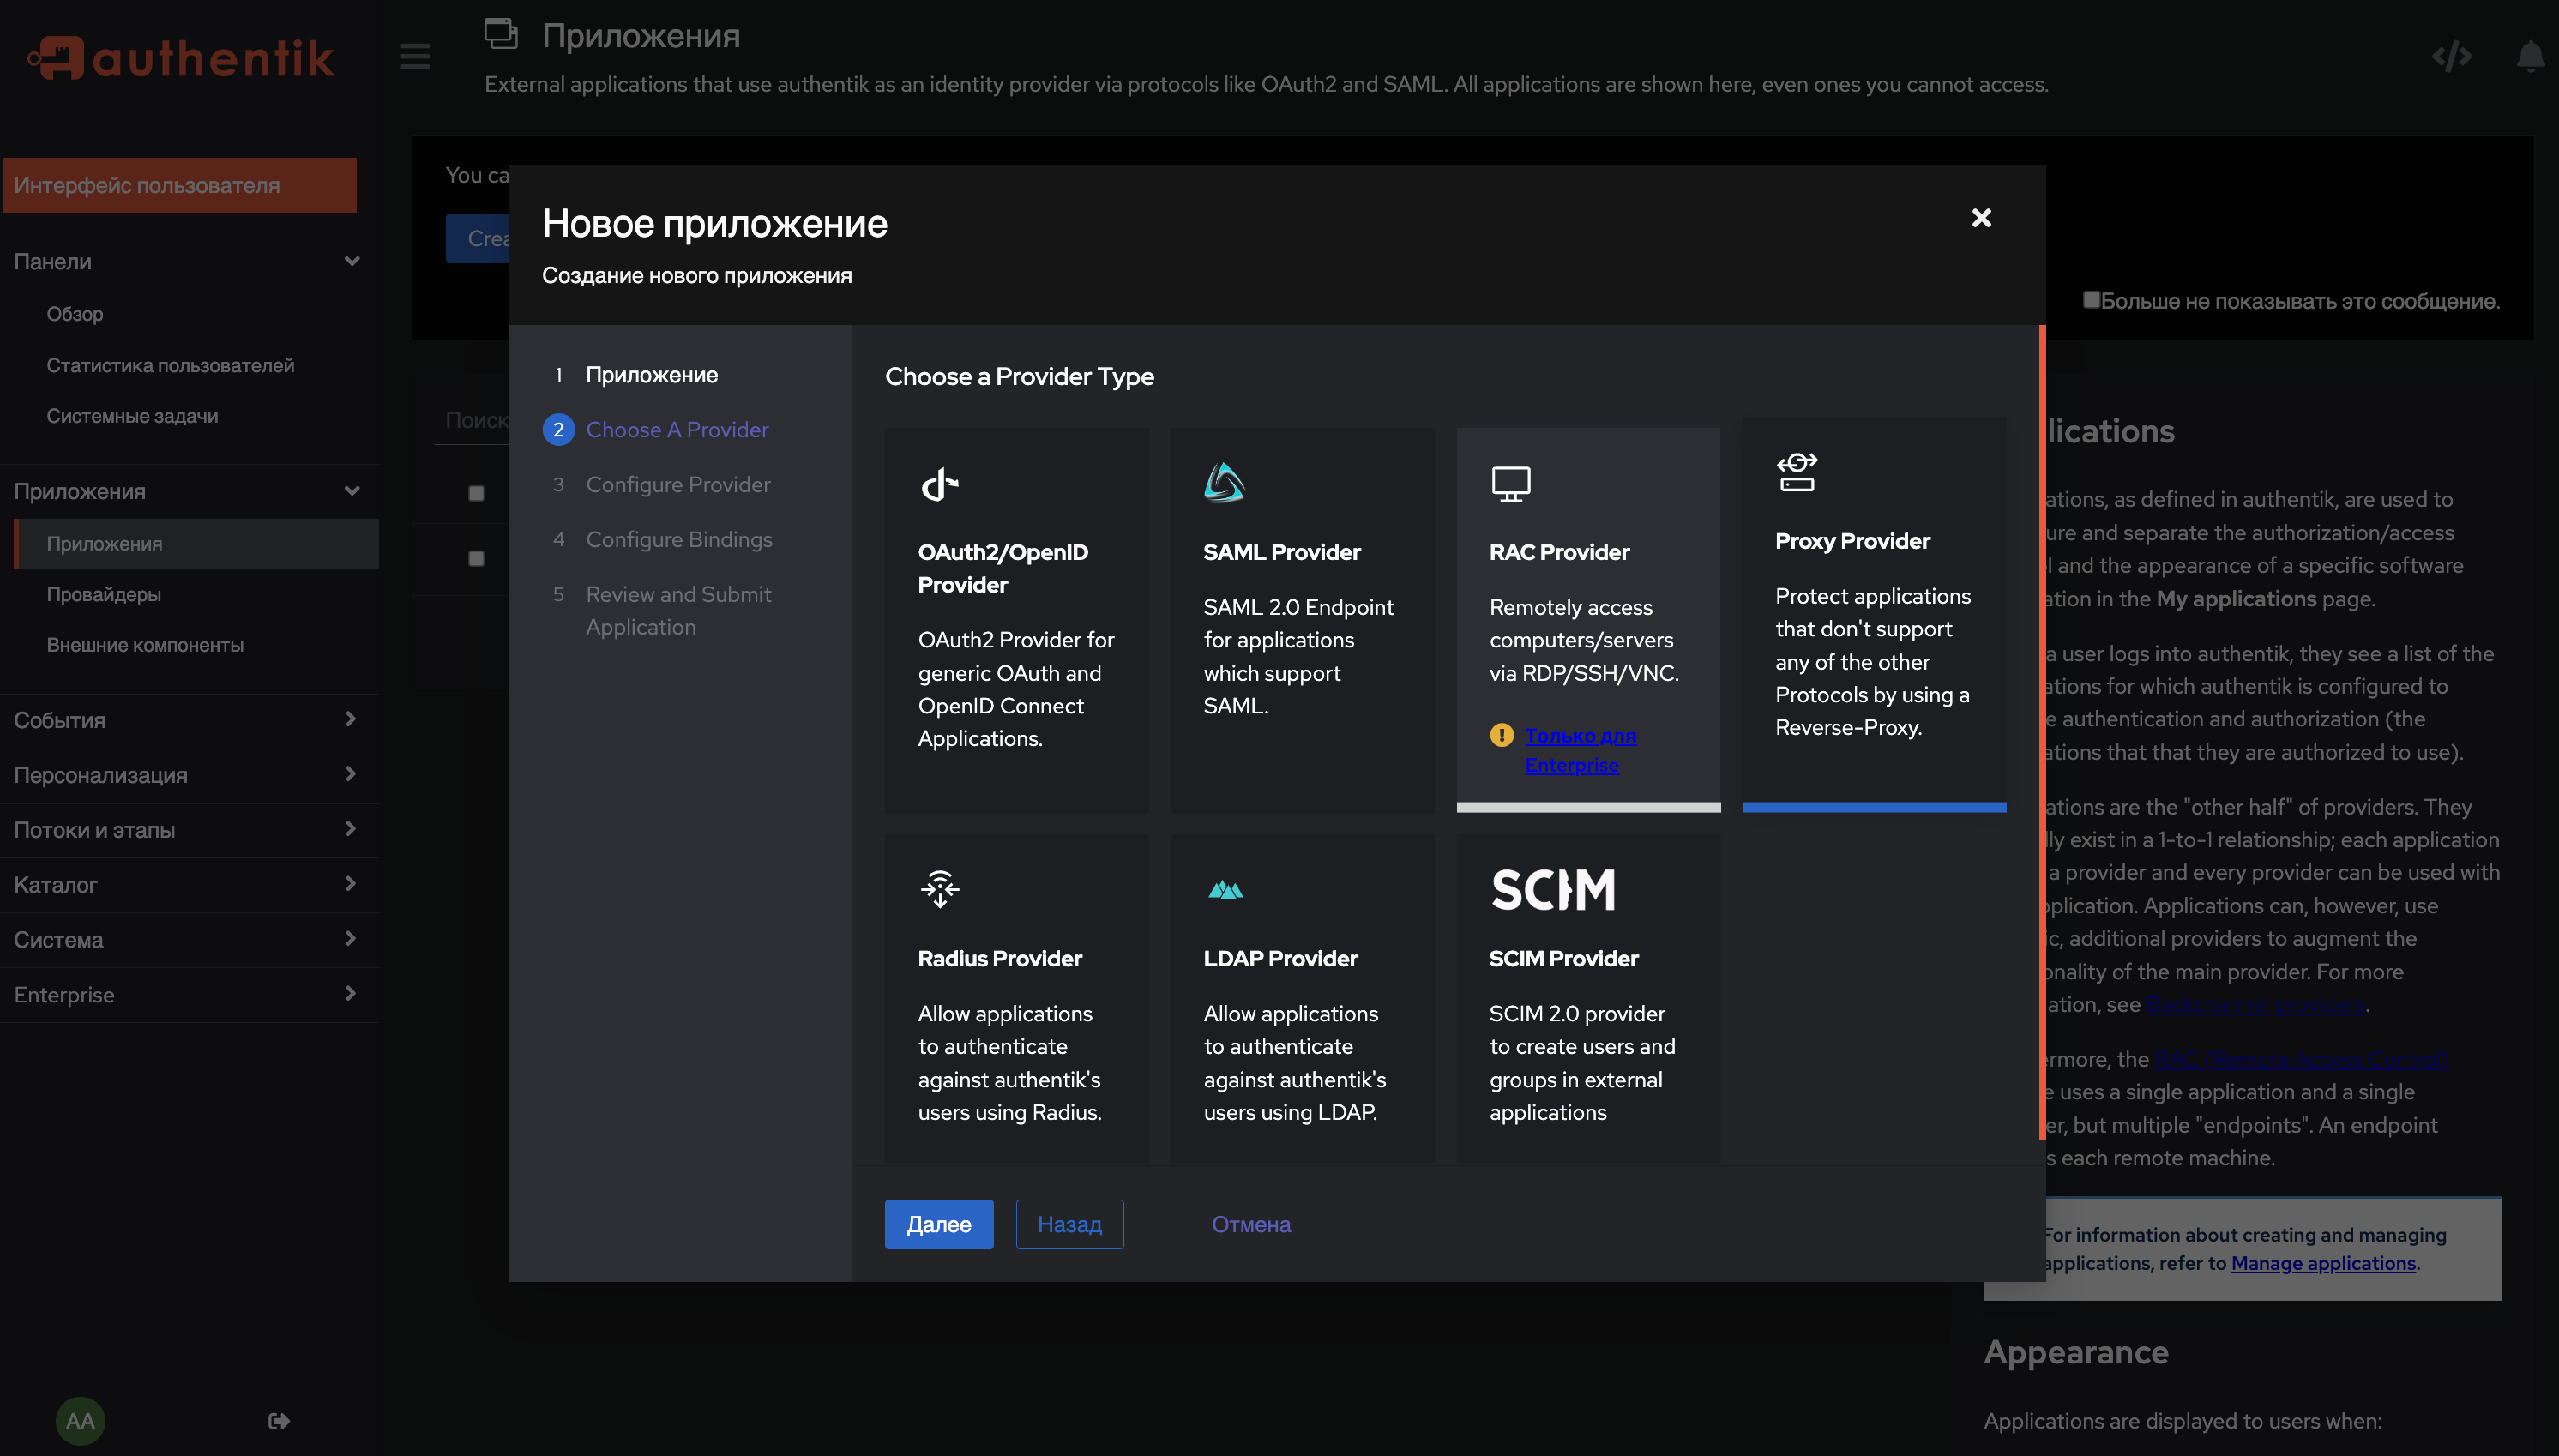 authentik
Приложения
External applications that use authentik as an identity provider via protocols like OAuth2 and SAML. All applications are shown here, even ones you cannot access.
Интерфейс пользователя
Панели
Обзор
Статистика пользователей
Системные задачи
Приложения
Приложения
Провайдеры
Внешние компоненты
События
Персонализация
Потоки и этапы
Каталог
Система
Enterprise
AA
You ca
Crea
Больше не показывать это сообщение.
Поиск
Новое приложение
Создание нового приложения
1 Приложение
2 Choose A Provider
3 Configure Provider
4 Configure Bindings
5 Review and Submit
Application
Choose a Provider Type
OAuth2/OpenID
Provider
OAuth2 Provider for
generic OAuth and
OpenID Connect
Applications.
SAML Provider
SAML 2.0 Endpoint
for applications
which support
SAML.
RAC Provider
Remotely access
computers/servers
via RDP/SSH/VNC.
Только для
Enterprise
Proxy Provider
Protect applications
that don't support
any of the other
Protocols by using a
Reverse-Proxy.
Radius Provider
Allow applications
to authenticate
against authentik's
users using Radius.
LDAP Provider
Allow applications
to authenticate
against authentik's
users using LDAP.
SCIM
SCIM Provider
SCIM 2.0 provider
to create users and
groups in external
applications
Далее
Назад
Отмена
lications
ations, as defined in authentik, are used to
ure and separate the authorization/access
l and the appearance of a specific software
ation in the My applications page.
a user logs into authentik, they see a list of the
ations for which authentik is configured to
e authentication and authorization (the
ations that that they are authorized to use).
ations are the "other half" of providers. They
lly exist in a 1-to-1 relationship; each application
a provider and every provider can be used with
pplication. Applications can, however, use
ic, additional providers to augment the
onality of the main provider. For more
ation, see Backchannel providers.
ermore, the RAC (Remote Access Control)
e uses a single application and a single
er, but multiple "endpoints". An endpoint
s each remote machine.
For information about creating and managing
applications, refer to Manage applications.
Appearance
Applications are displayed to users when: